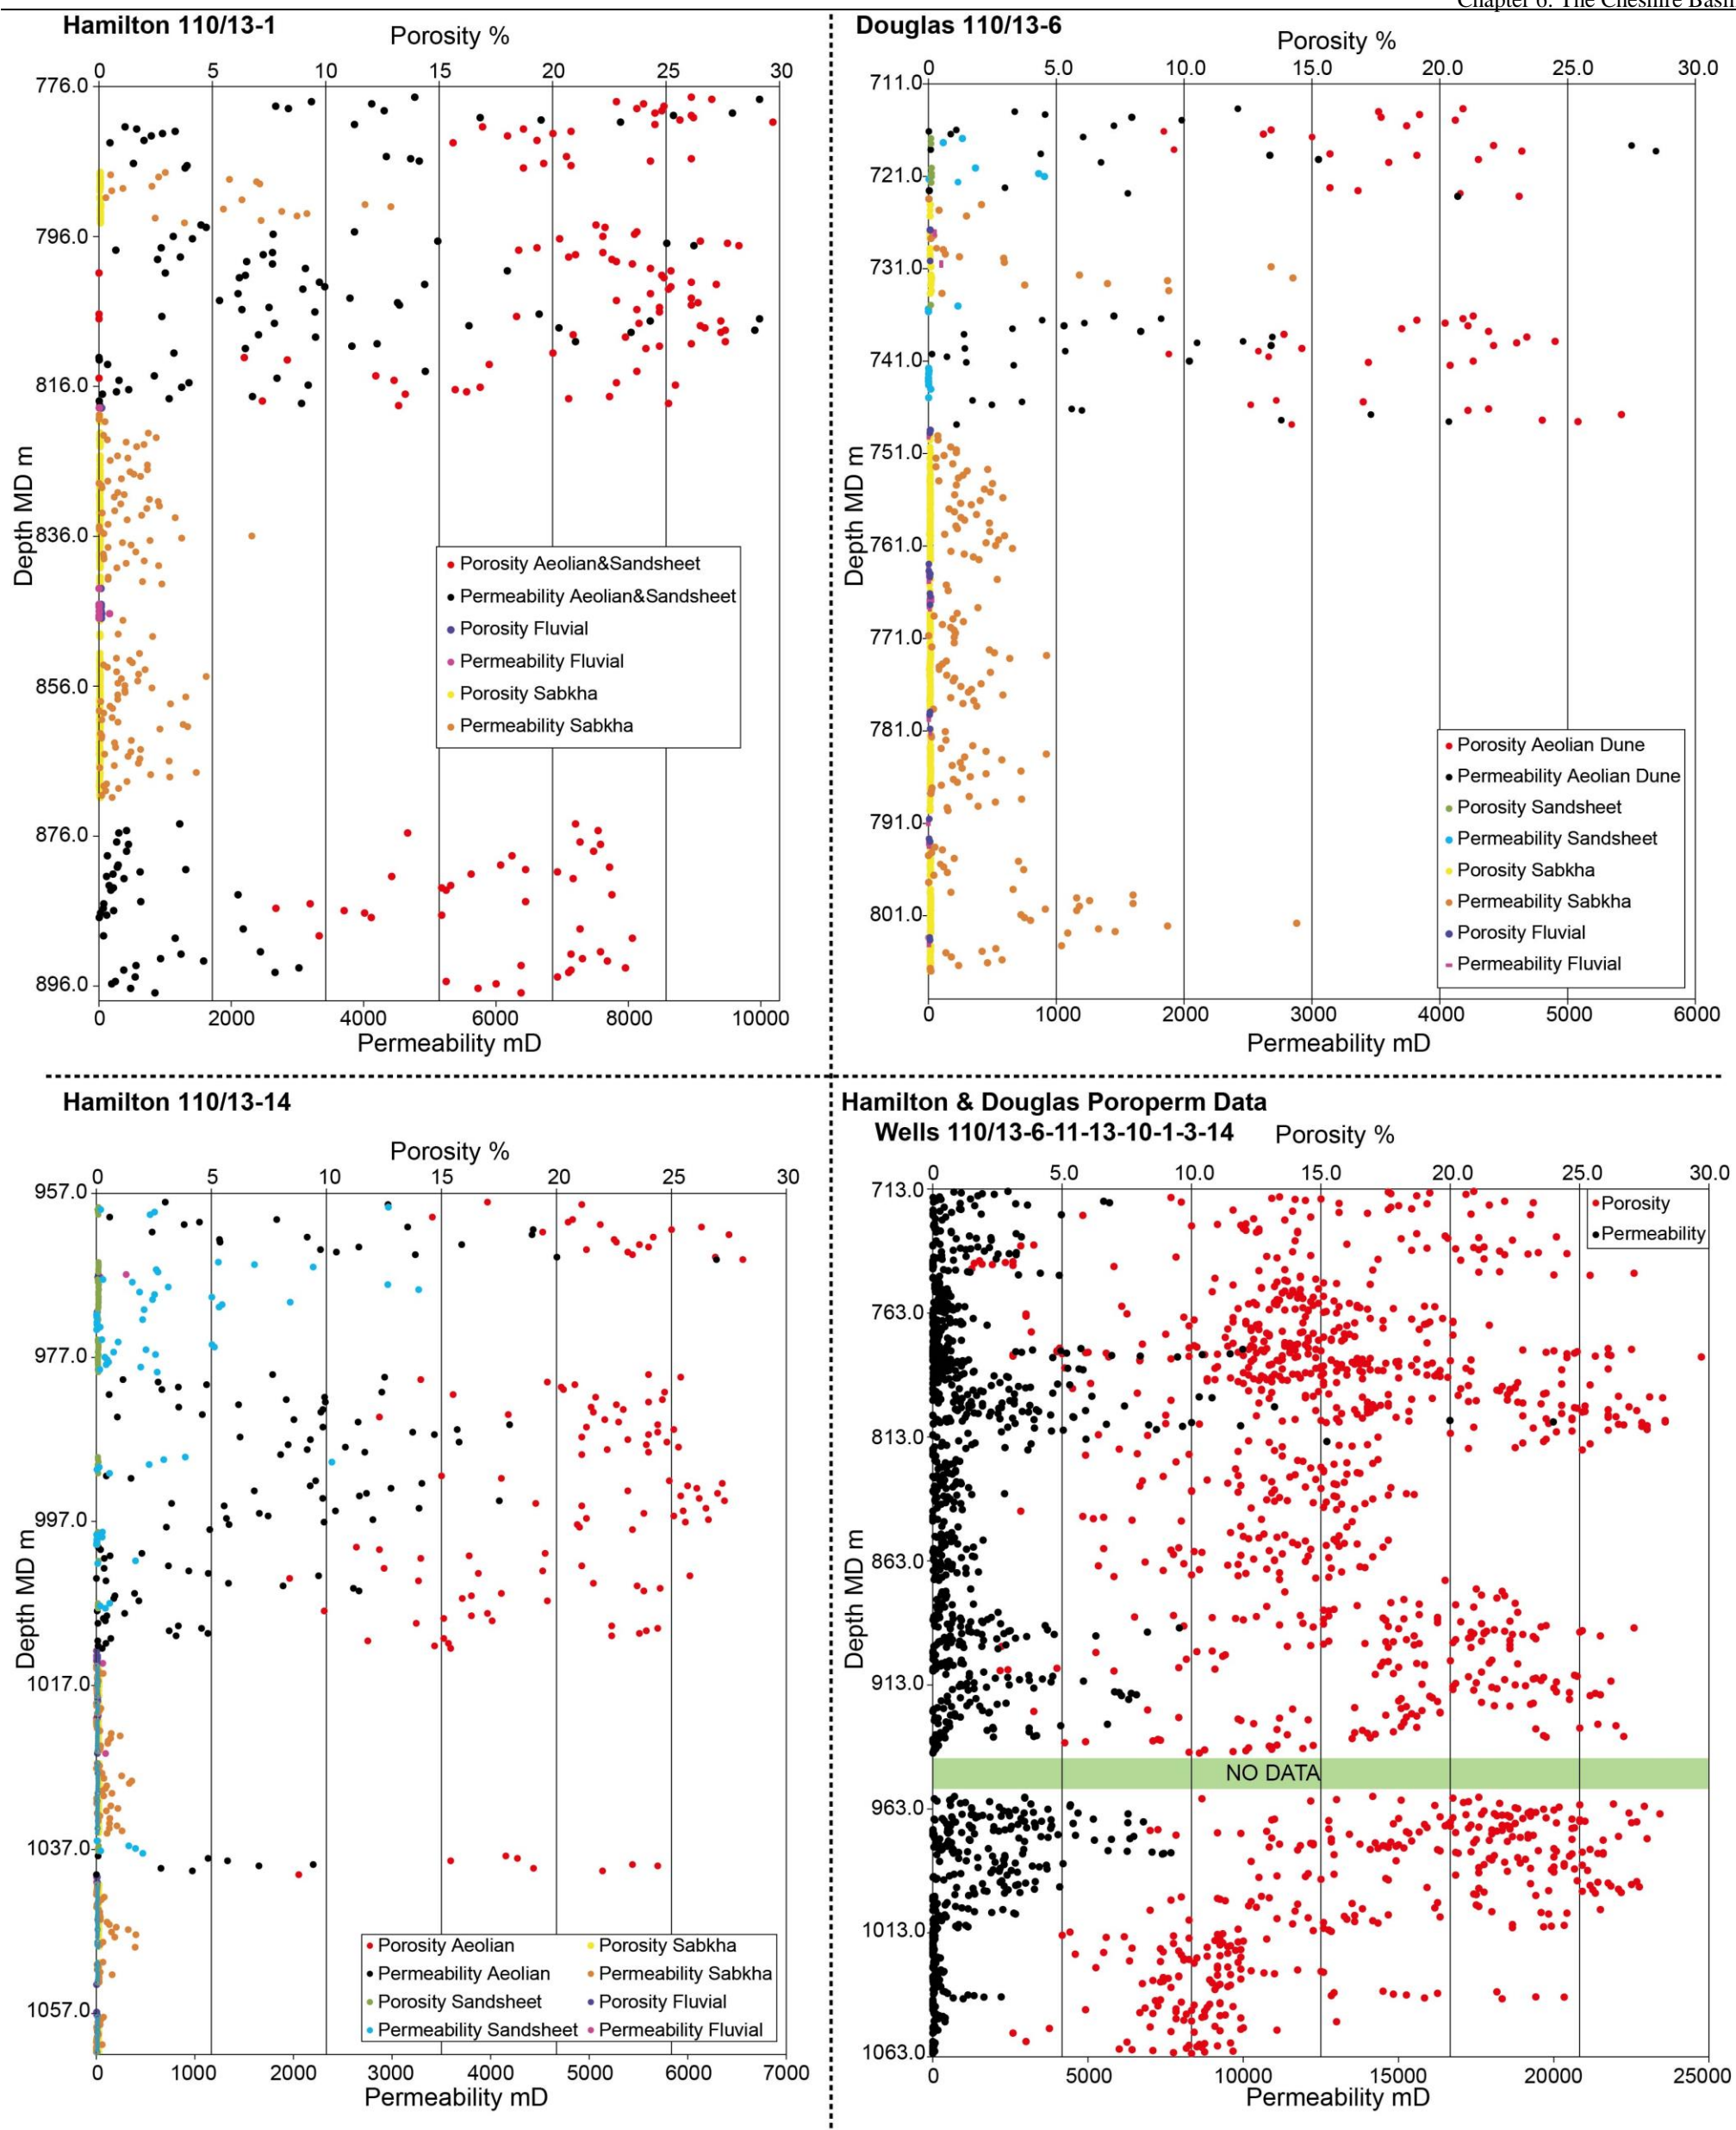 Chapter 6: The Cheshire Basin
Hamilton 110/13-1
Porosity %
0 5 10 15 20 25 30
776.0
796.0
816.0
836.0
856.0
876.0
896.0
Depth MD m
Porosity Aeolian&Sandsheet
Permeability Aeolian&Sandsheet
Porosity Fluvial
Permeability Fluvial
Porosity Sabkha
Permeability Sabkha
0 2000 4000 6000 8000 10000
Permeability mD
Douglas 110/13-6
Porosity %
0 5.0 10.0 15.0 20.0 25.0 30.0
711.0
721.0
731.0
741.0
751.0
761.0
771.0
781.0
791.0
801.0
Depth MD m
Porosity Aeolian Dune
Permeability Aeolian Dune
Porosity Sandsheet
Permeability Sandsheet
Porosity Sabkha
Permeability Sabkha
Porosity Fluvial
Permeability Fluvial
0 1000 2000 3000 4000 5000 6000
Permeability mD
Hamilton 110/13-14
Porosity %
0 5 10 15 20 25 30
957.0
977.0
997.0
1017.0
1037.0
1057.0
Depth MD m
Porosity Aeolian Porosity Sabkha
Permeability Aeolian Permeability Sabkha
Porosity Sandsheet Porosity Fluvial
Permeability Sandsheet Permeability Fluvial
0 1000 2000 3000 4000 5000 6000 7000
Permeability mD
Hamilton & Douglas Poroperm Data
Wells 110/13-6-11-13-10-1-3-14 Porosity %
0 5.0 10.0 15.0 20.0 25.0 30.0
713.0
763.0
813.0
863.0
913.0
963.0
1013.0
1063.0
Depth MD m
Porosity
Permeability
NO DATA
0 5000 10000 15000 20000 25000
Permeability mD